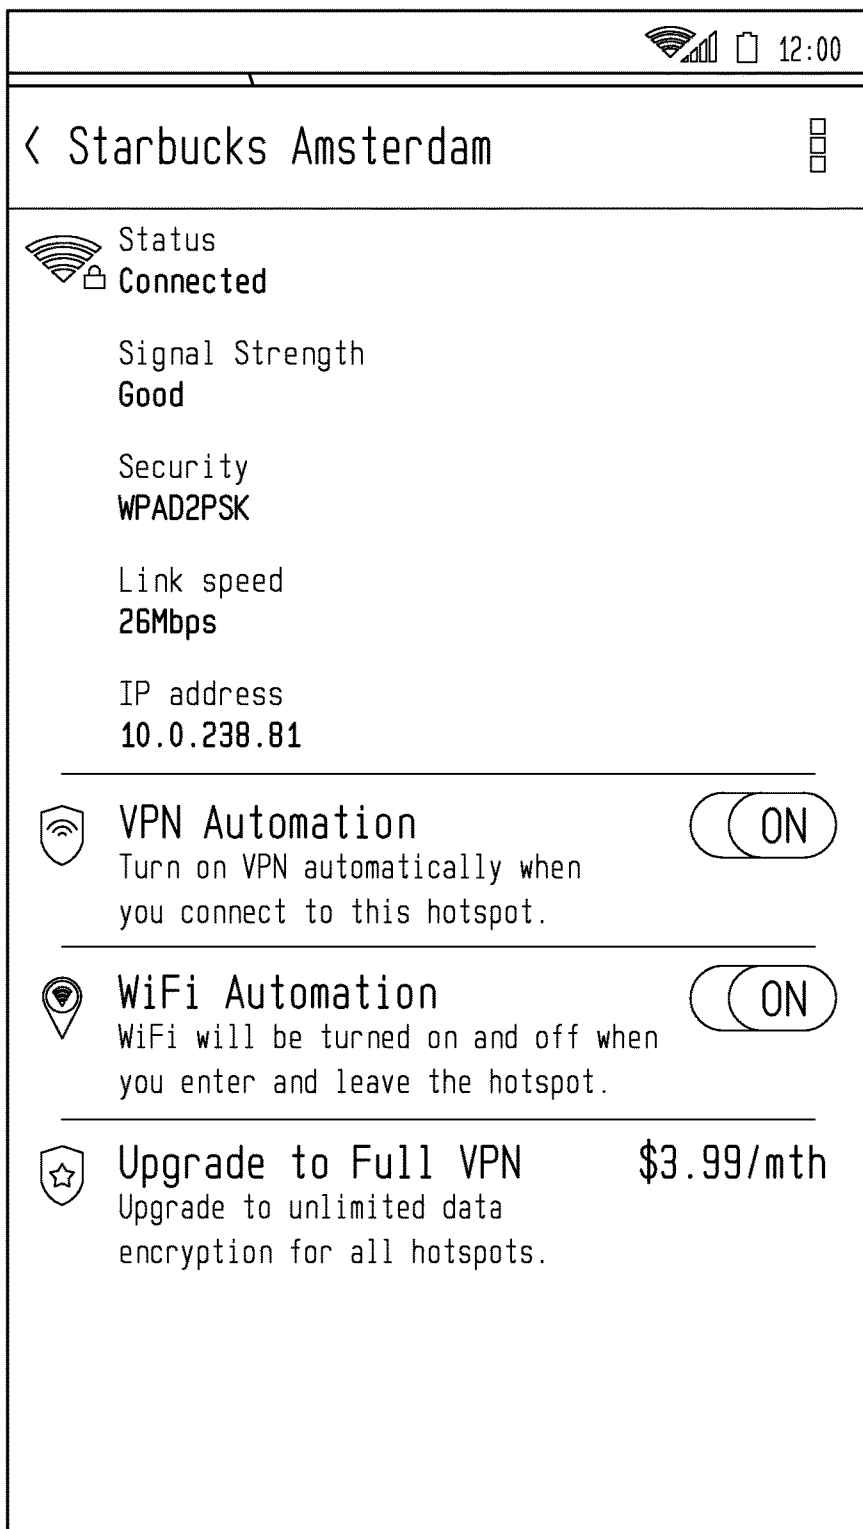 12:00
< Starbucks Amsterdam
Status
Connected
Signal Strength
Good
Security
WPAD2PSK
Link speed
26Mbps
IP address
10.0.238.81
VPN Automation
ON
Turn on VPN automatically when
you connect to this hotspot.
WiFi Automation
ON
WiFi will be turned on and off when
you enter and leave the hotspot.
Upgrade to Full VPN
$3.99/mth
Upgrade to unlimited data
encryption for all hotspots.